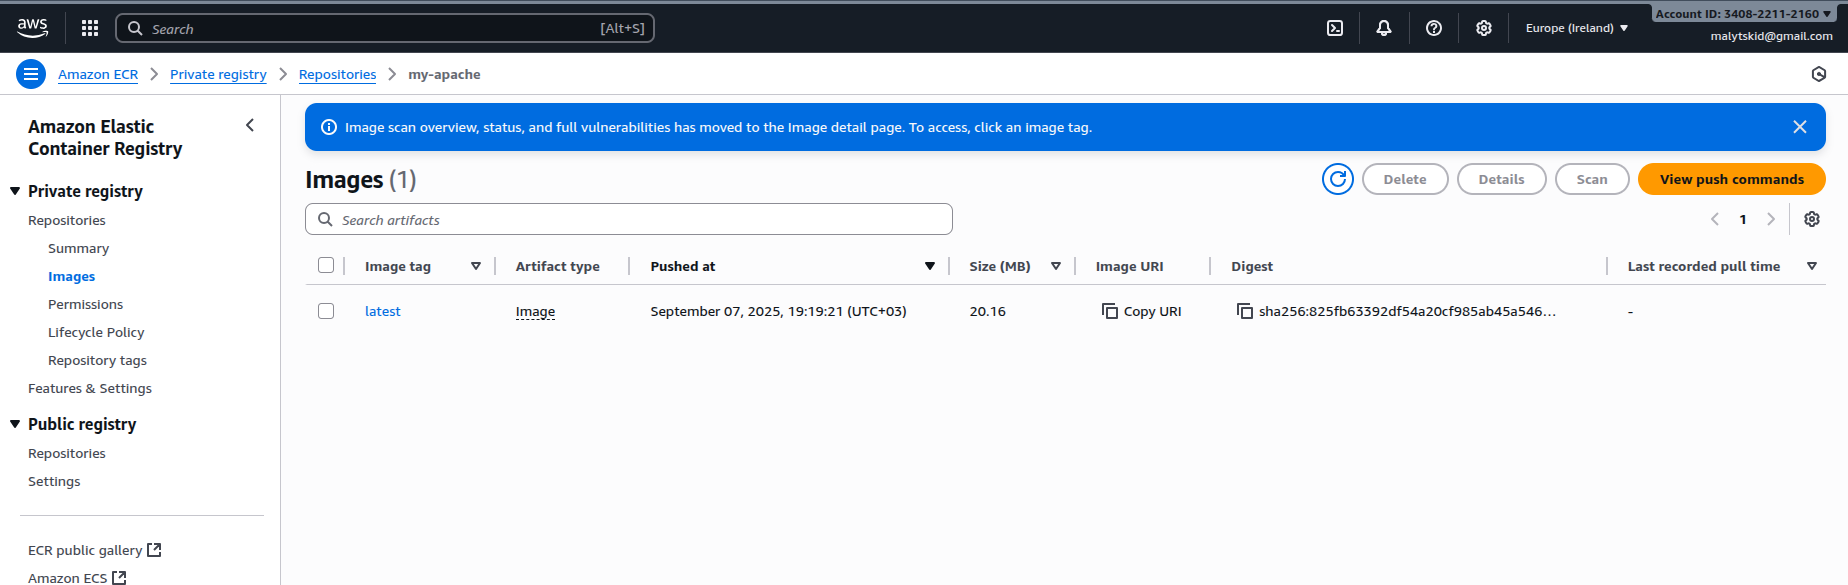 aws
Search [Alt+S]
Europe (Ireland)
Account ID: 3408-2211-2160
malytskid@gmail.com
Amazon ECR Private registry Repositories my-apache
Amazon Elastic
Container Registry
Private registry
Repositories
Summary
Images
Permissions
Lifecycle Policy
Repository tags
Features & Settings
Public registry
Repositories
Settings
ECR public gallery
Amazon ECS
Image scan overview, status, and full vulnerabilities has moved to the Image detail page. To access, click an image tag.
Images (1)
Delete Details Scan View push commands
Search artifacts
1
Image tag Artifact type Pushed at Size (MB) Image URI Digest Last recorded pull time
latest Image September 07, 2025, 19:19:21 (UTC+03) 20.16 Copy URI sha256:825fb63392df54a20cf985ab45a546... -